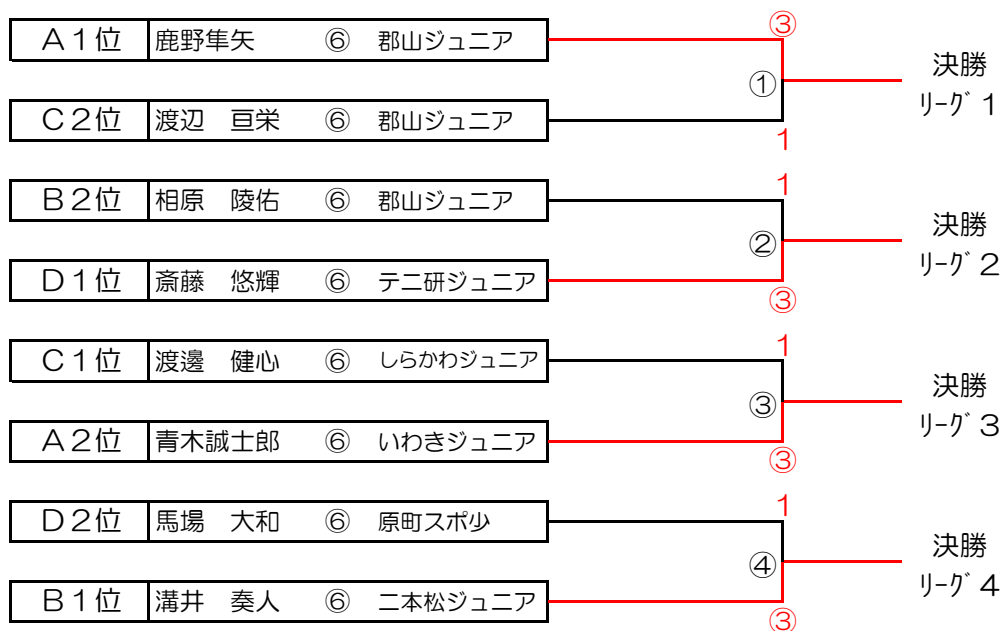 ③
A1位 鹿野隼矢 ⑥ 郡山ジュニア
決勝
① リーグ1
C2位 渡辺 亘栄 ⑥ 郡山ジュニア
1
1
B2位 相原 陵佑 ⑥ 郡山ジュニア
決勝
② リーグ2
D1位 斎藤 悠輝 ⑥ テニ研ジュニア
③
1
C1位 渡邊 健心 ⑥ しらかわジュニア
決勝
③ リーグ3
A2位 青木誠士郎 ⑥ いわきジュニア
③
1
D2位 馬場 大和 ⑥ 原町スポ少
決勝
④ リーグ4
B1位 溝井 奏人 ⑥ 二本松ジュニア
③